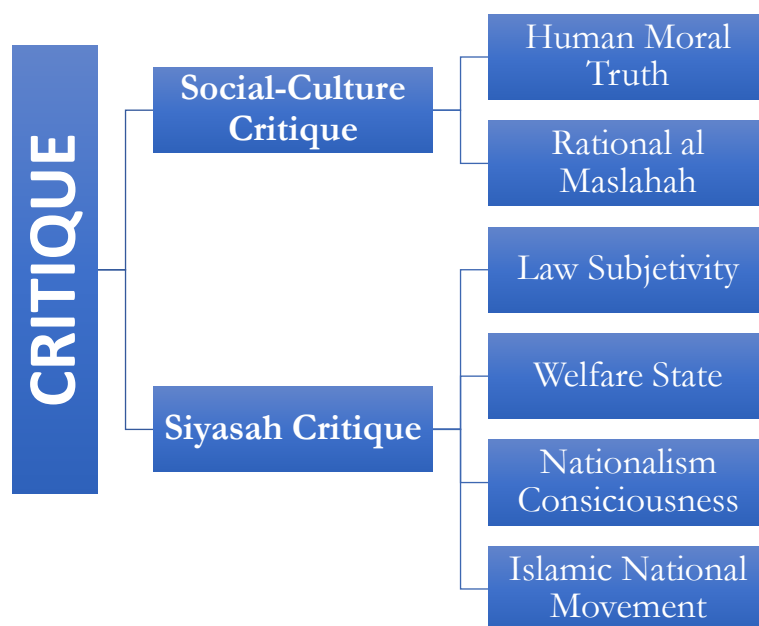 CRITIQUE
Social-Culture
Critique
Human Moral
Truth
Rational al
Maslahah
Siyasah Critique
Law Subjetivity
Welfare State
Nationalism
Consiciousness
Islamic National
Movement